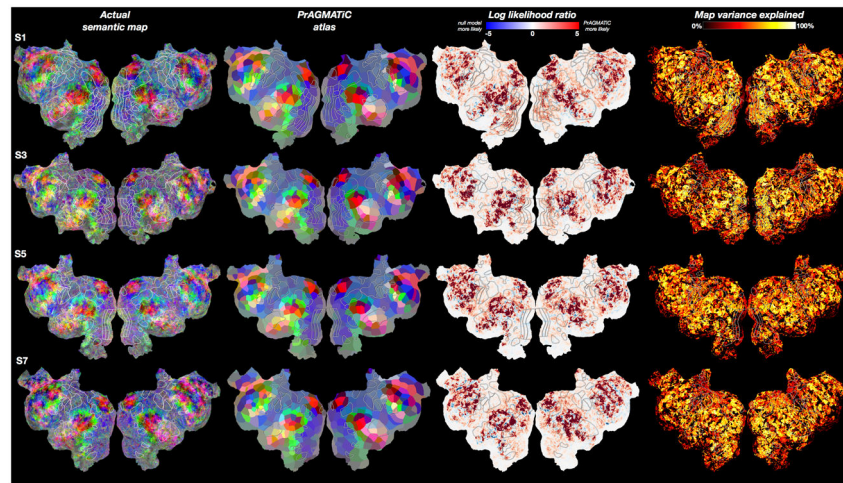 Actual
semantic map
PrAGMATiC
atlas
Log likelihood ratio
null model
more likely
-5
0
5
PrAGMATiC
more likely
Map variance explained
0%
100%
S1
S3
S5
S7